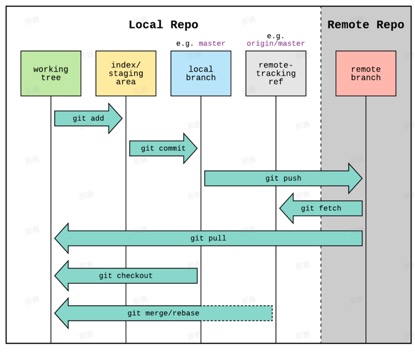 Local Repo
Remote Repo
e.g. master
e.g.
origin/master
working
tree
index/
staging
area
local
branch
remote-
tracking
ref
remote
branch
git add
git commit
git push
git fetch
git pull
git checkout
git merge/rebase